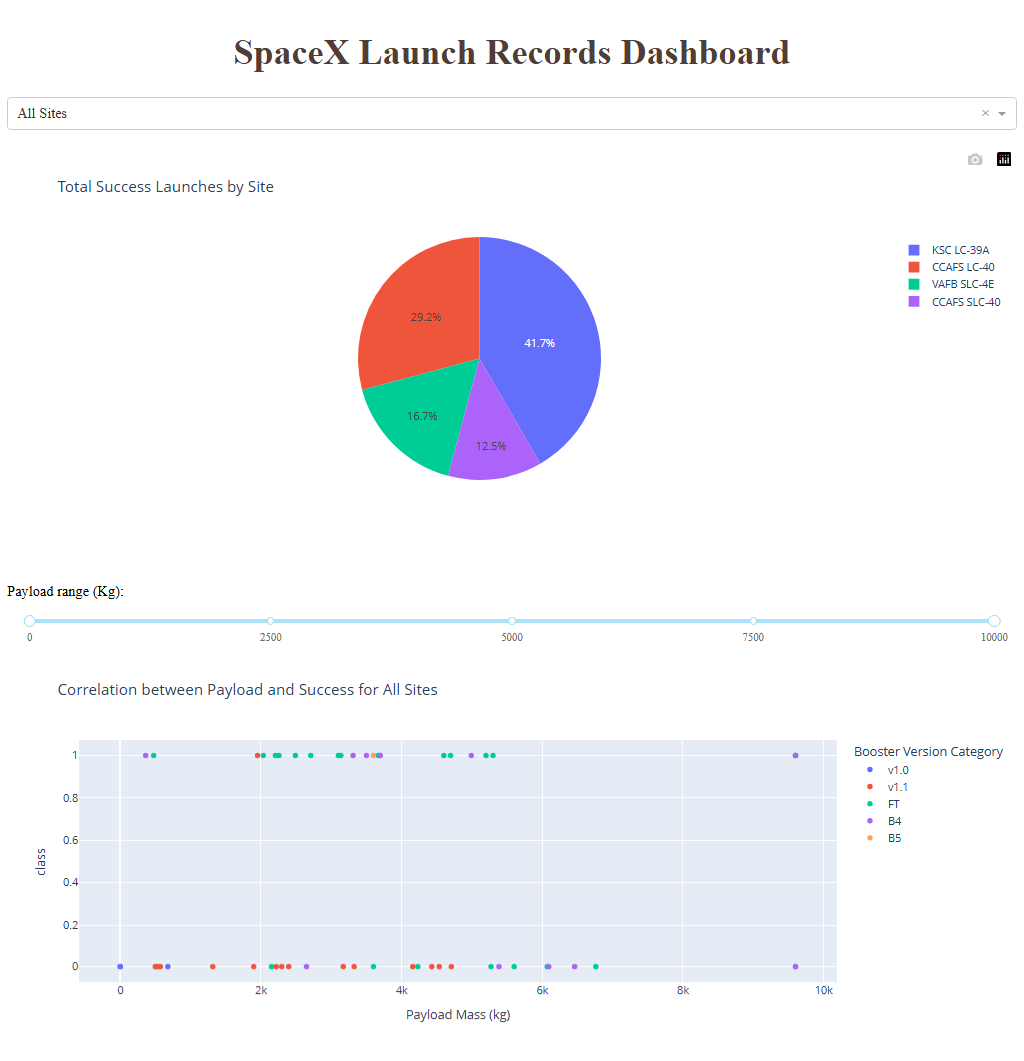 SpaceX Launch Records Dashboard
All Sites
×
Total Success Launches by Site
KSC LC-39A
CCAFS LC-40
VAFB SLC-4E
CCAFS SLC-40
29.2%
41.7%
16.7%
12.5%
Payload range (Kg):
0 2500 5000 7500 10000
Correlation between Payload and Success for All Sites
Booster Version Category
v1.0
v1.1
FT
B4
B5
1
0.8
0.6
0.4
0.2
0
class
0 2k 4k 6k 8k 10k
Payload Mass (kg)